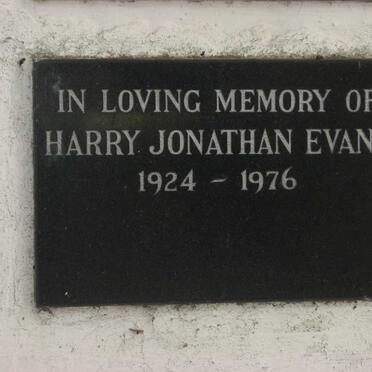 IN LOVING MEMORY OF
HARRY JONATHAN EVAN
1924 - 1976